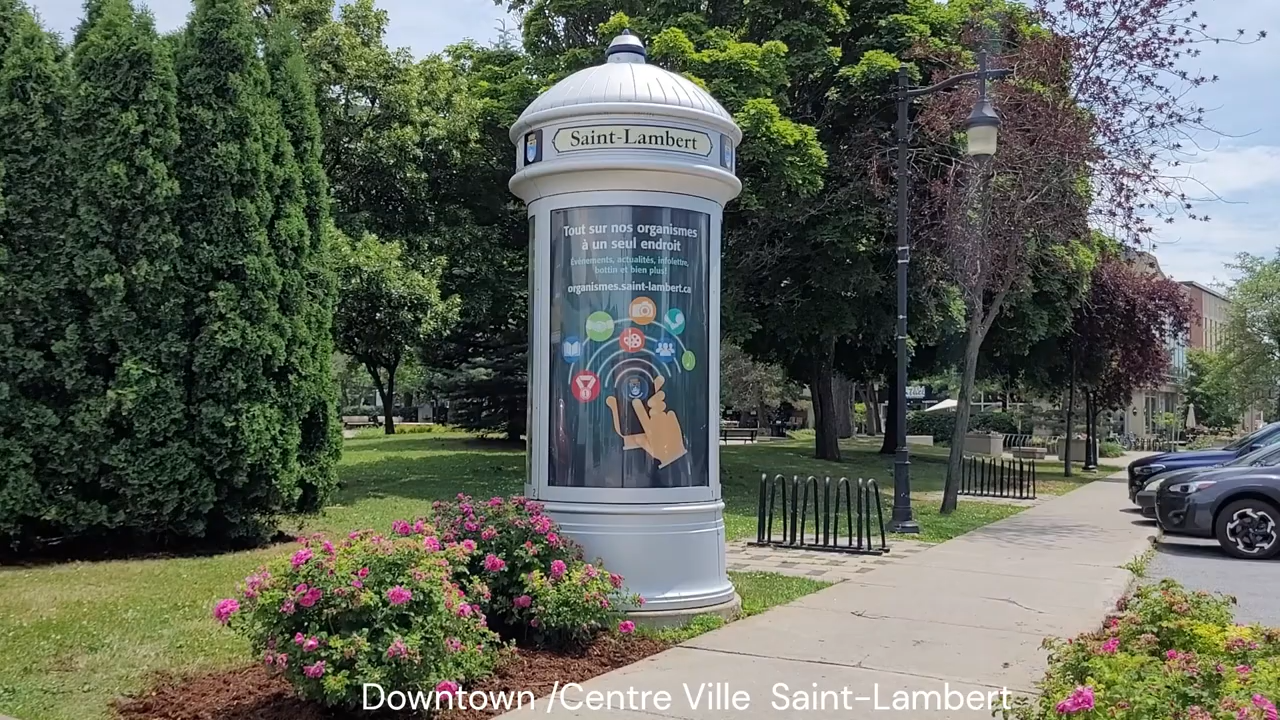 Saint-Lambert
Tout sur nos organismes
à un seul endroit
Événements, actualités, infolettre,
bottin et bien plus!
organismes.saint-lambert.ca
Downtown /Centre Ville Saint-Lambert